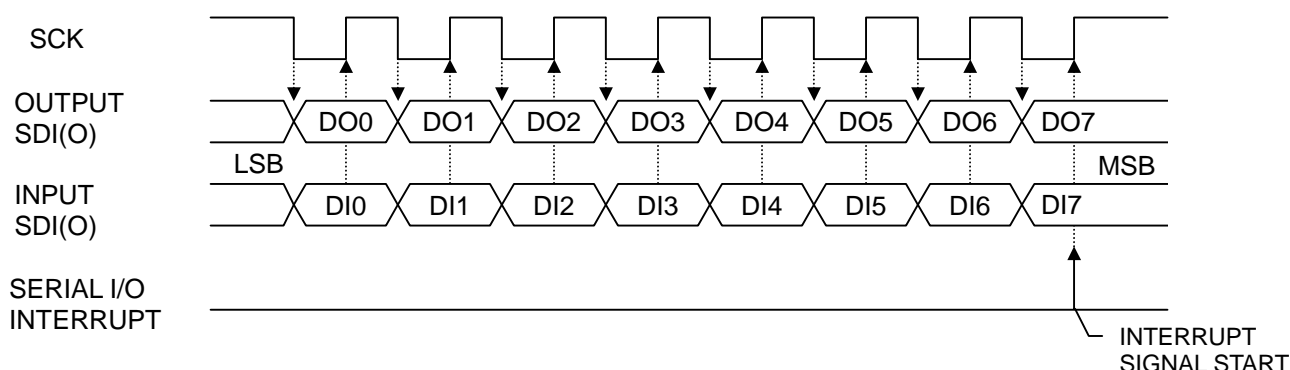 SCK
OUTPUT
SDI(O)
DO0 DO1 DO2 DO3 DO4 DO5 DO6 DO7
LSB MSB
INPUT
SDI(O)
DI0 DI1 DI2 DI3 DI4 DI5 DI6 DI7
SERIAL I/O
INTERRUPT
INTERRUPT
SIGNAL START